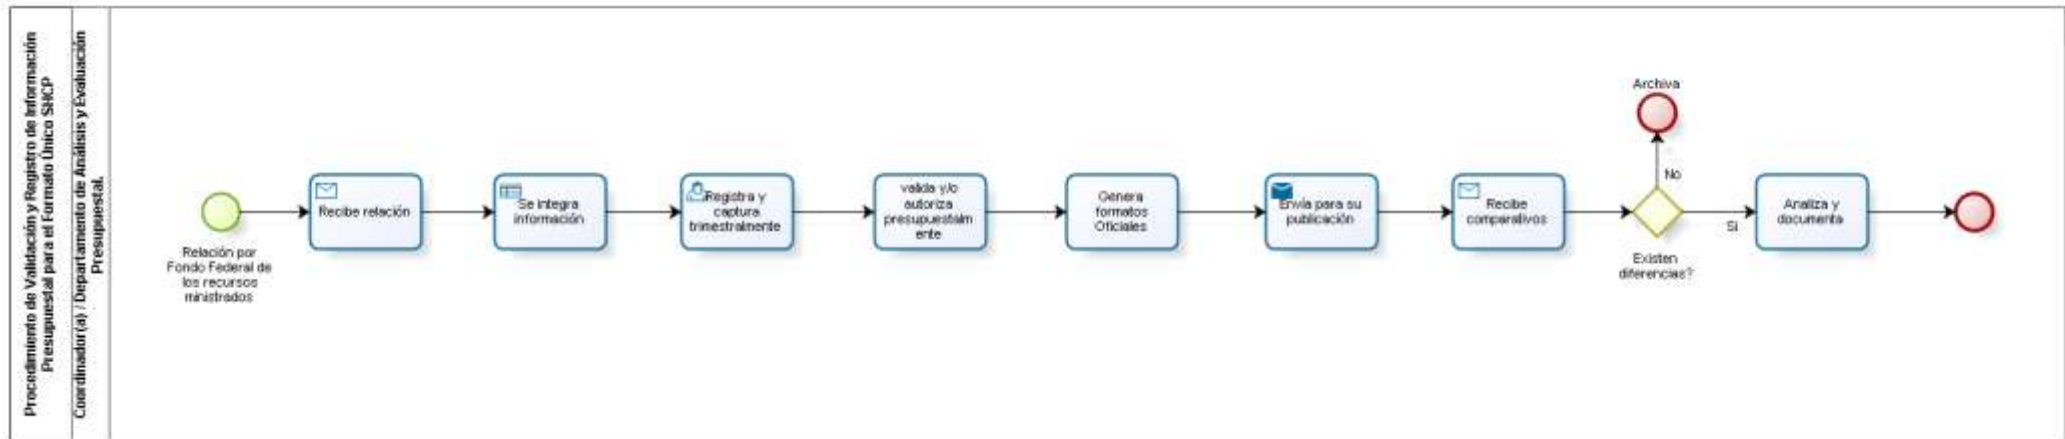 Procedimiento de Validación y Registro de Información
Presupuestal para el Formato Único SHCP
Coordinador(a) / Departamento de Análisis y Evaluación
Presupuestal.
Relación por
Fondo Federal de
los recursos
ministrados
Recibe relación
Se integra
información
Registra y
captura
trimestralmente
valida y/o
autoriza
presupuestalm
ente
Genera
formatos
Oficiales
Envía para su
publicación
Recibe
comparativos
Archiva
No
Existen
diferencias?
Si
Analiza y
documenta